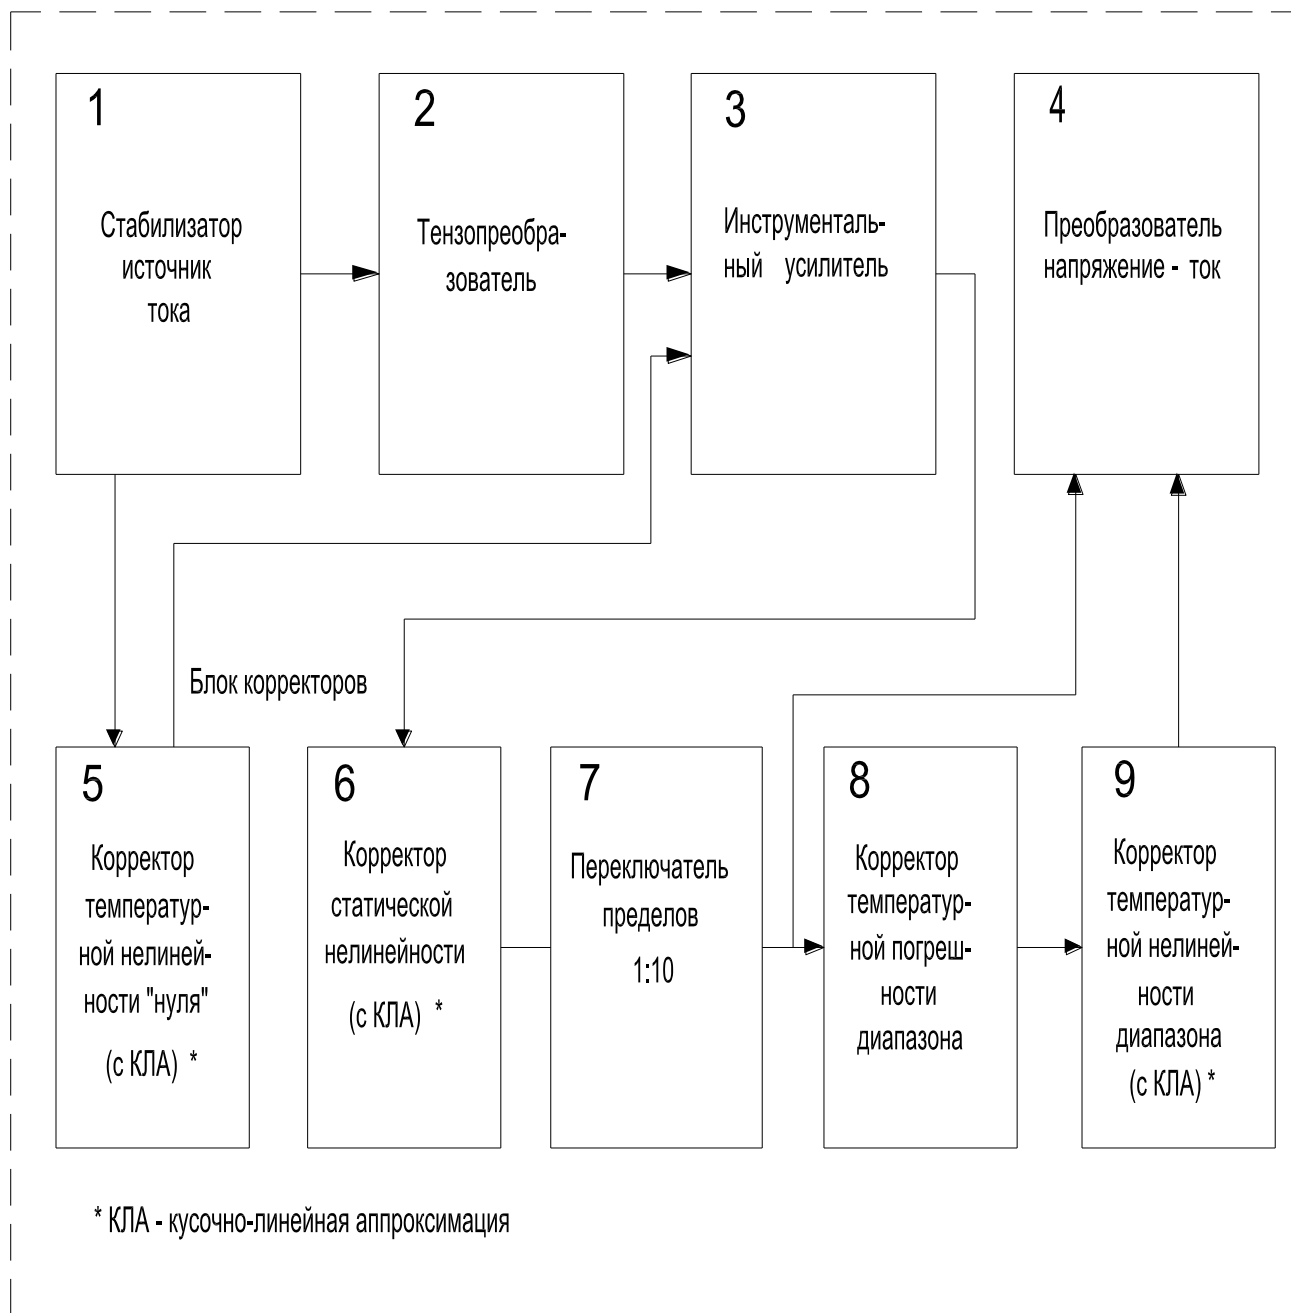 1
Стабилизатор
источник
тока
2
Тензопреобра-
зователь
3
Инструменталь-
ный усилитель
4
Преобразователь
напряжение - ток
Блок корректоров
5
Корректор
температур-
ной нелиней-
ности "нуля"
(с КЛА) *
6
Корректор
статической
нелинейности
(с КЛА) *
7
Переключатель
пределов
1:10
8
Корректор
температур-
ной погреш-
ности
диапазона
9
Корректор
температур-
ной нелиней-
ности
диапазона
(с КЛА) *
* КЛА - кусочно-линейная аппроксимация